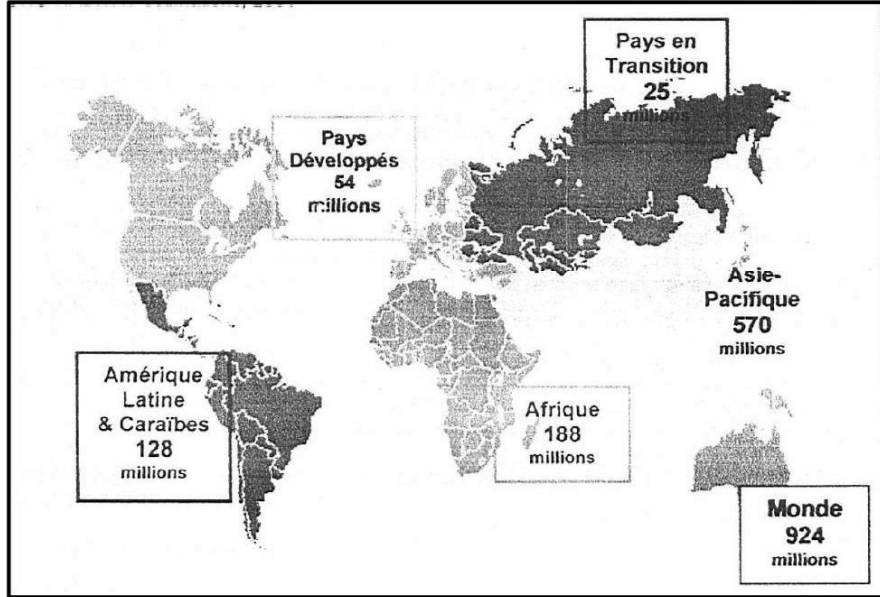 Pays en
Transition
25
millions
Pays
Développés
54
millions
Asie-
Pacifique
570
millions
Amérique
Latine
& Caraïbes
128
millions
Afrique
188
millions
Monde
924
millions